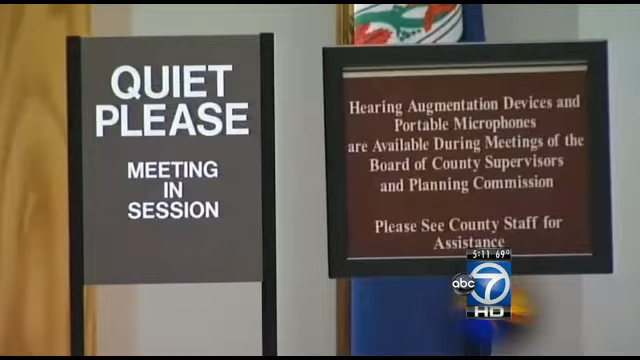 QUIET
PLEASE
MEETING
IN
SESSION
Hearing Augmentation Devices and
Portable Microphones
are Available During Meetings of the
Board of County Supervisors
and Planning Commission
Please See County Staff for
Assistance
5:11 69°
abc 7
HD